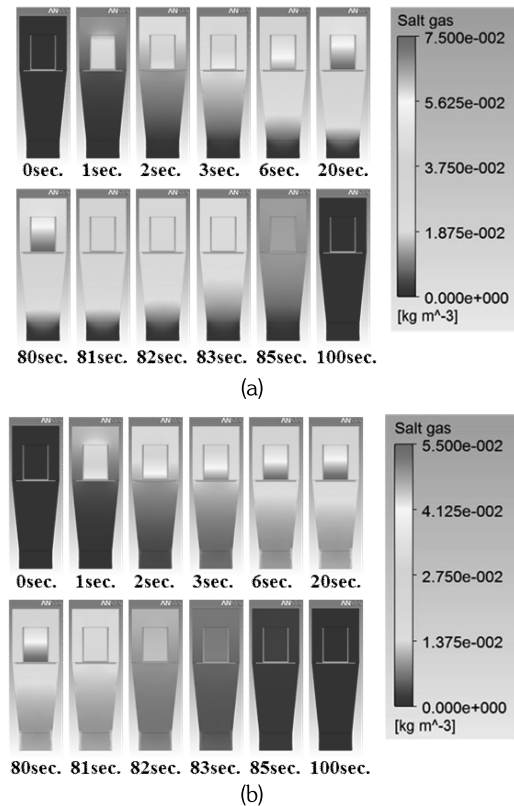 Salt gas
7.500e-002
5.625e-002
3.750e-002
1.875e-002
0.000e+000
[kg m^-3]
0sec. 1sec. 2sec. 3sec. 6sec. 20sec.
80sec. 81sec. 82sec. 83sec. 85sec. 100sec.
(a)
Salt gas
5.500e-002
4.125e-002
2.750e-002
1.375e-002
0.000e+000
[kg m^-3]
0sec. 1sec. 2sec. 3sec. 6sec. 20sec.
80sec. 81sec. 82sec. 83sec. 85sec. 100sec.
(b)